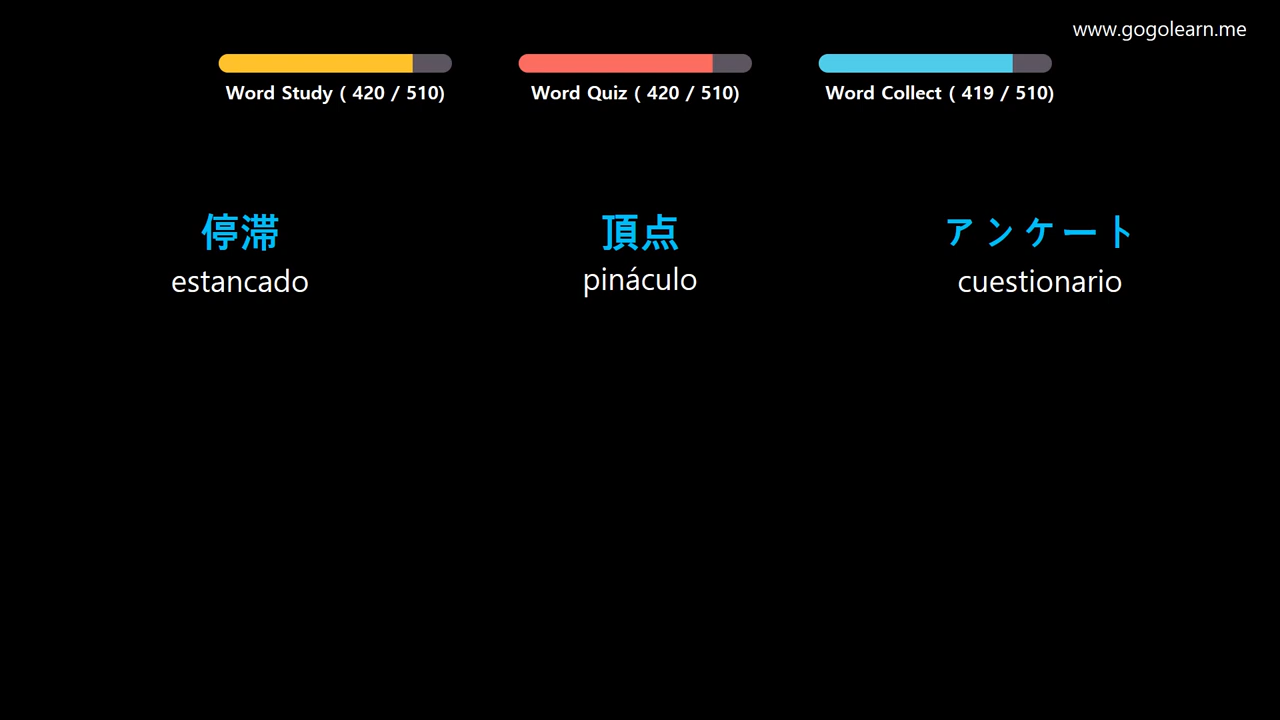 www.gogolearn.me
Word Study ( 420 / 510)
Word Quiz ( 420 / 510)
Word Collect ( 419 / 510)
停滞
estancado
頂点
pináculo
アンケート
cuestionario